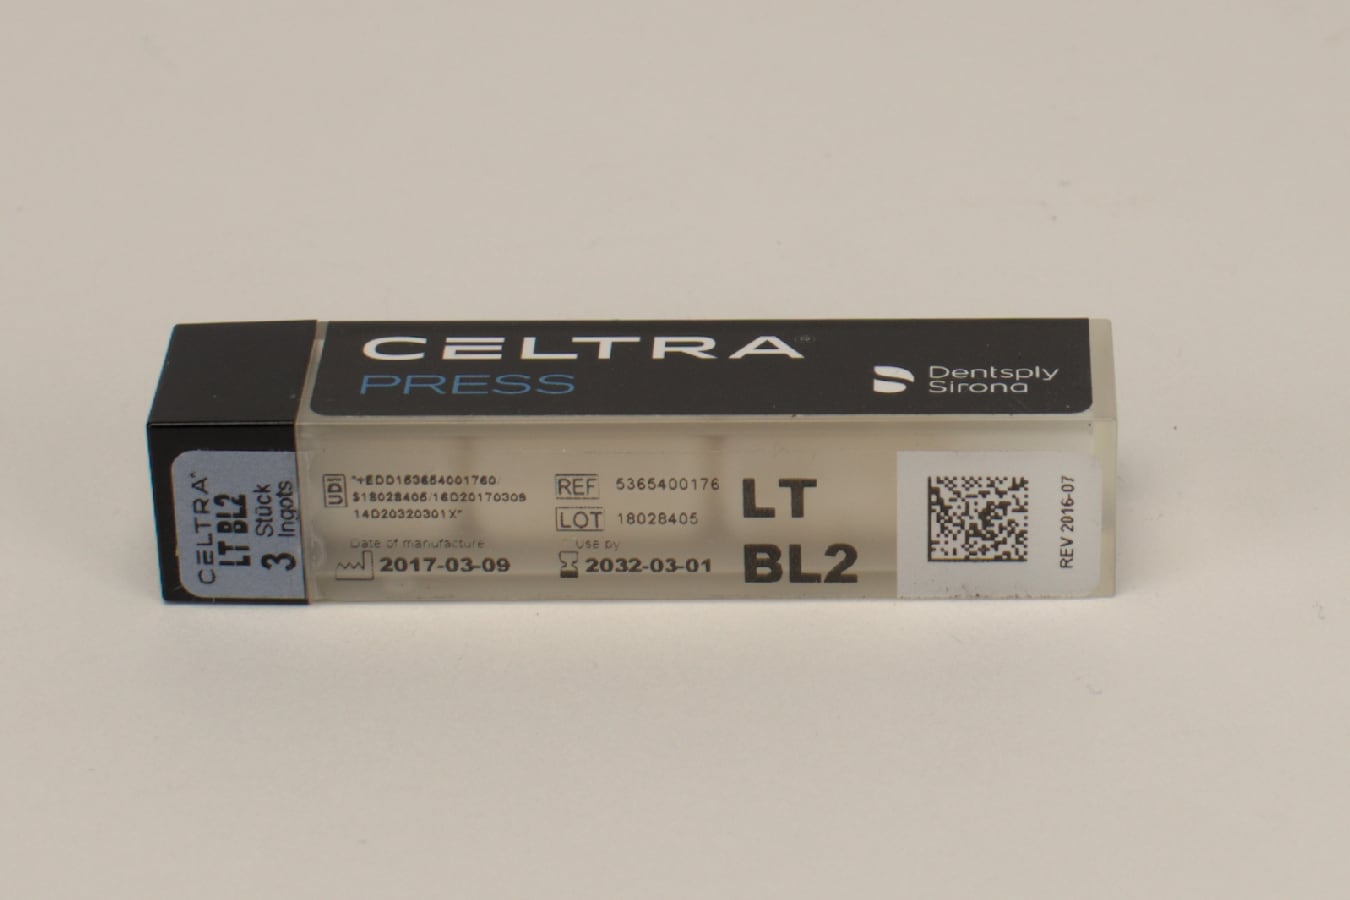 CELTRA®
PRESS
Dentsply
Sirona
CELTRA®
LT BL2
3 Stück
Ingots
UDI
*+EDD153654001760/
$18028405/16D20170309
14D20320301X*
REF 5365400176
LOT 18028405
Date of manufacture
2017-03-09
Use by
2032-03-01
LT
BL2
REV 2016-07